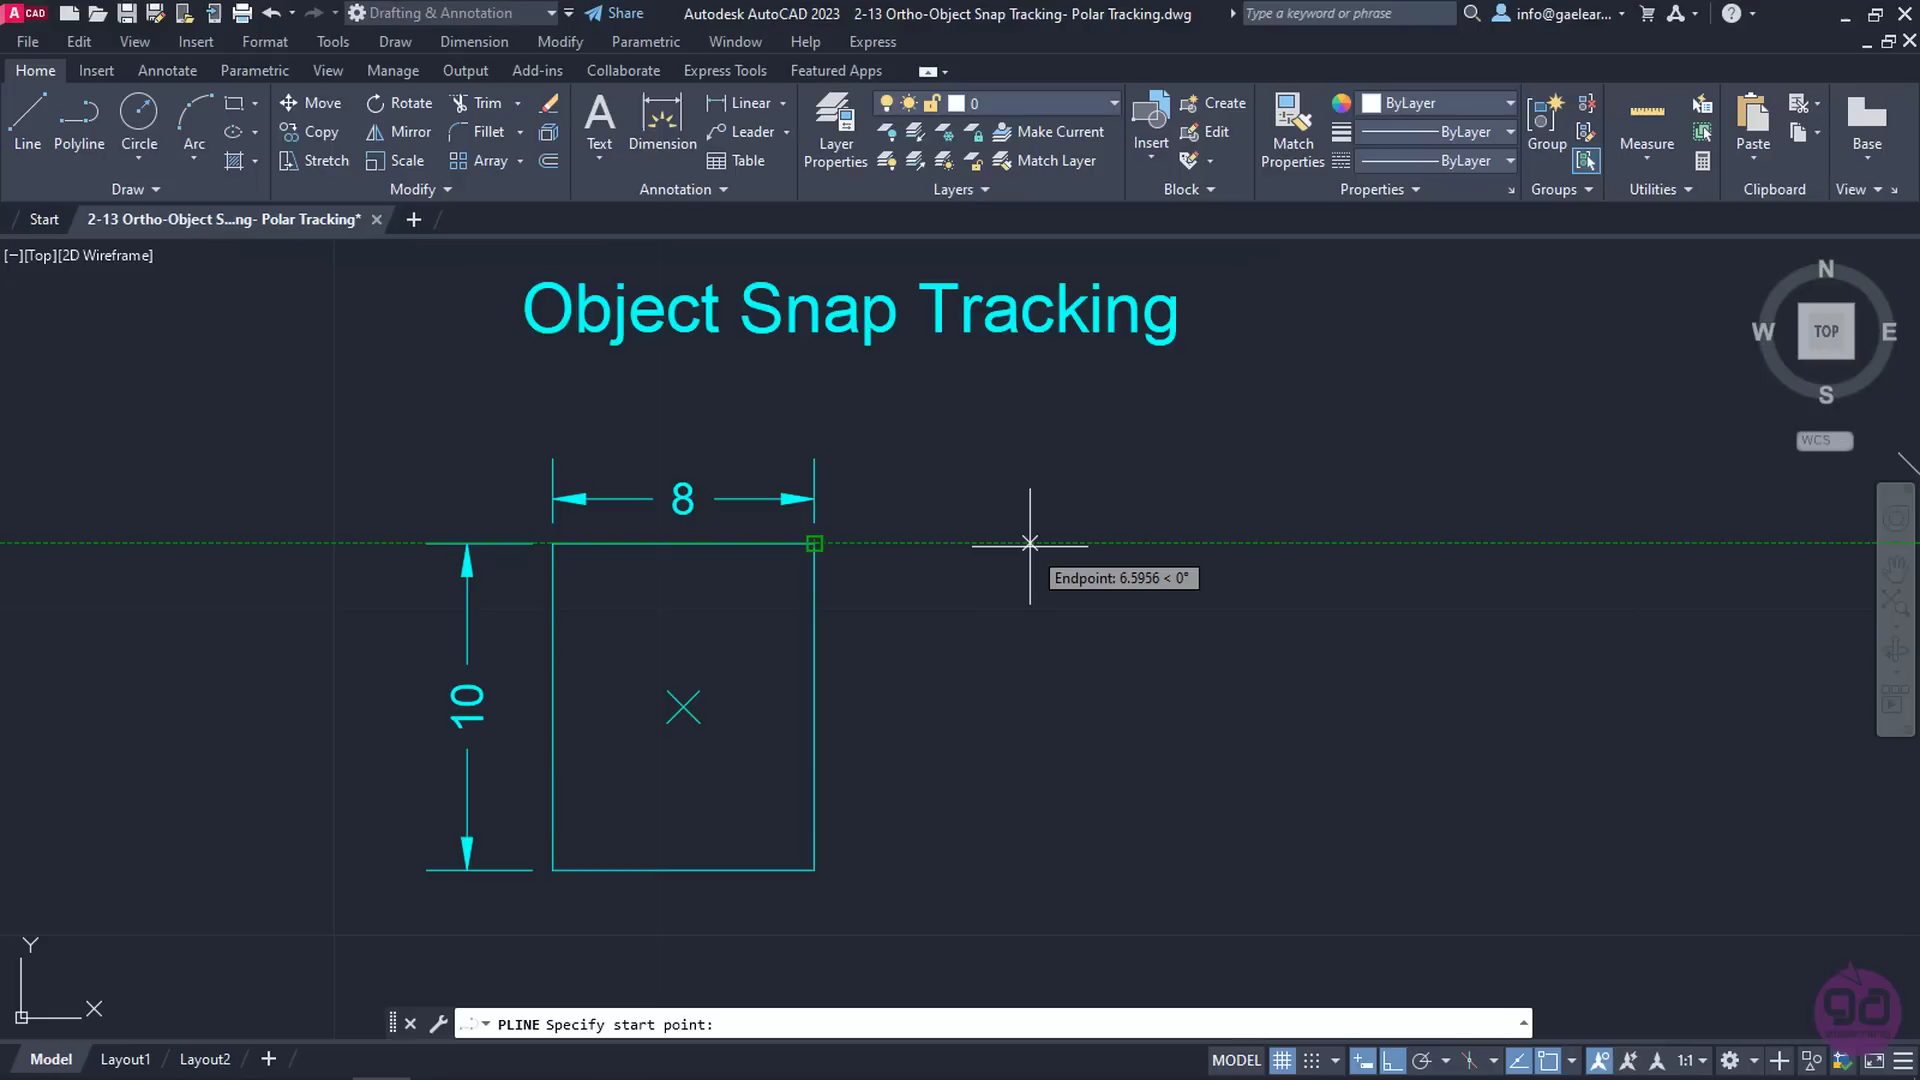 A CAD
Drafting & Annotation
Share
Autodesk AutoCAD 2023 2-13 Ortho-Object Snap Tracking- Polar Tracking.dwg
Type a keyword or phrase
info@gaelear...
File Edit View Insert Format Tools Draw Dimension Modify Parametric Window Help Express
Home Insert Annotate Parametric View Manage Output Add-ins Collaborate Express Tools Featured Apps
Line Polyline Circle Arc
Draw
Move Rotate Trim
Copy Mirror Fillet
Stretch Scale Array
Modify
Text Dimension
Linear
Leader
Table
Annotation
Layer
Properties
0
Make Current
Match Layer
Layers
Insert
Create
Edit
Block
Match
Properties
ByLayer
ByLayer
ByLayer
Properties
Group
Groups
Measure
Utilities
Paste
Clipboard
Base
View
Start 2-13 Ortho-Object S...ng- Polar Tracking*
[−][Top][2D Wireframe]
Object Snap Tracking
N
W TOP E
S
WCS
8
Endpoint: 6.5956 < 0°
10
Y
X
PLINE Specify start point:
Model Layout1 Layout2
MODEL
1:1